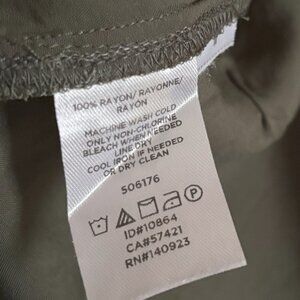 100% RAYON/ RAYONNE/
RAYON
MACHINE WASH COLD
ONLY NON-CHLORINE
BLEACH WHEN NEEDED
LINE DRY
COOL IRON IF NEEDED
OR DRY CLEAN
506176
P
ID#10864
CA#57421
RN#140923